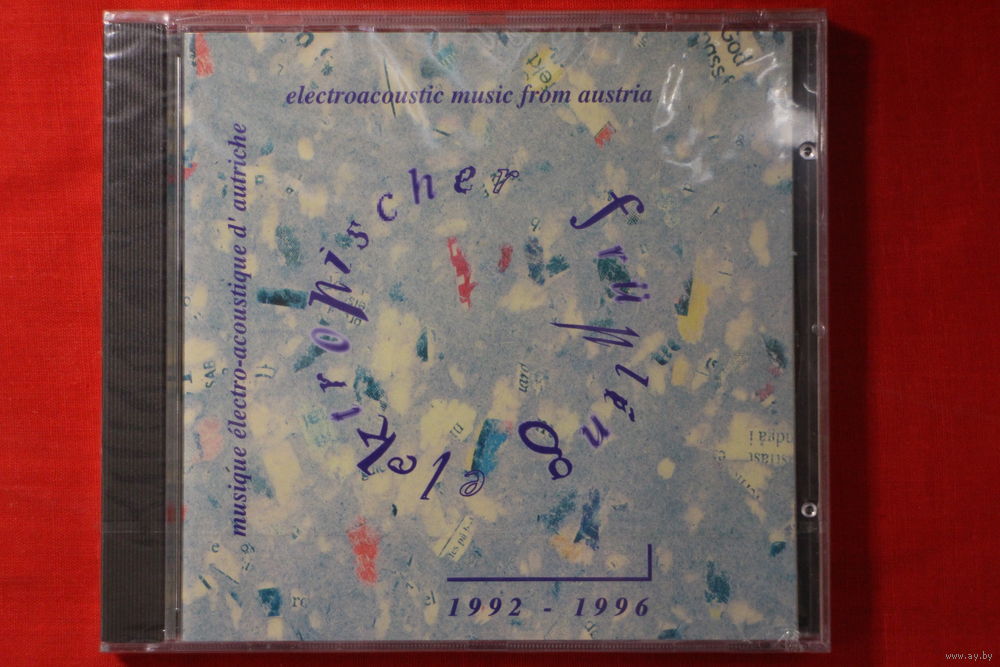 electroacoustic music from austria
musique électro-acoustique d' autriche
elektronischer frühling
1992 - 1996
www.ay.by